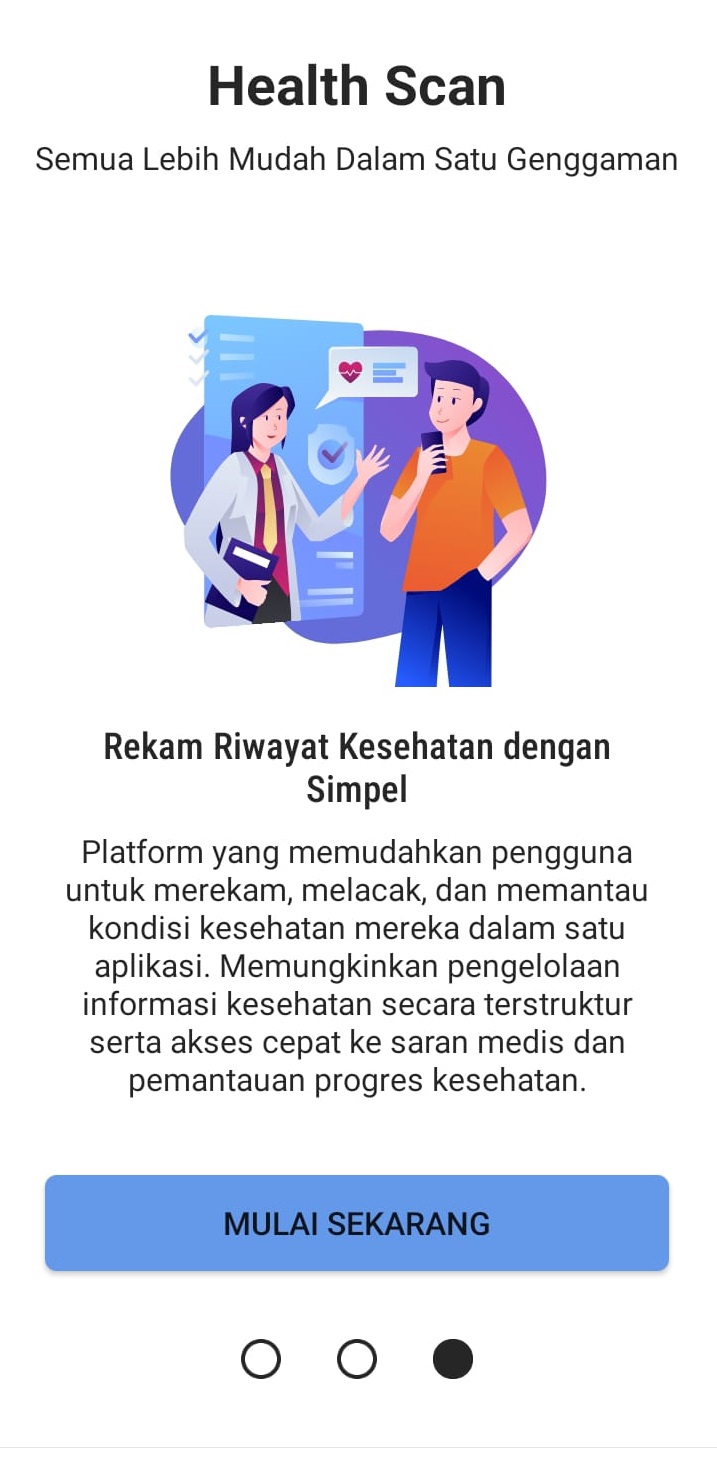 Health Scan
Semua Lebih Mudah Dalam Satu Genggaman
Rekam Riwayat Kesehatan dengan
Simpel
Platform yang memudahkan pengguna
untuk merekam, melacak, dan memantau
kondisi kesehatan mereka dalam satu
aplikasi. Memungkinkan pengelolaan
informasi kesehatan secara terstruktur
serta akses cepat ke saran medis dan
pemantauan progres kesehatan.
MULAI SEKARANG